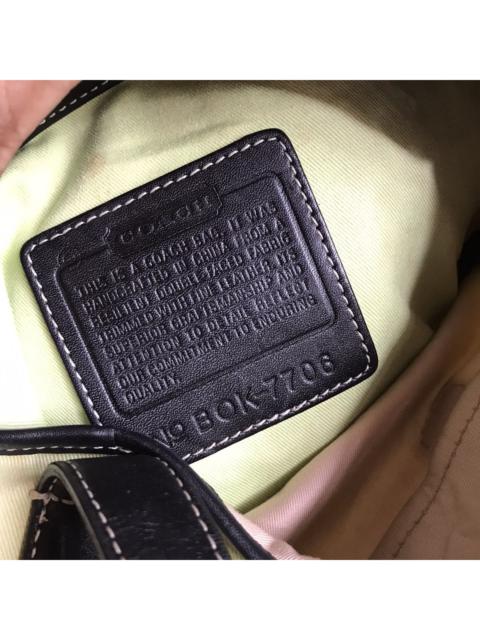 COACH
THIS IS A COACH BAG. IT WAS
HANDCRAFTED IN CHINA FROM A
RESILIENT DOUBLE-FACED FABRIC
TRIMMED WITH FINE LEATHER. ITS
SUPERIOR CRAFTSMANSHIP AND
ATTENTION TO DETAIL REFLECT
OUR COMMITMENT TO ENDURING
QUALITY.
Nº BOK-7706